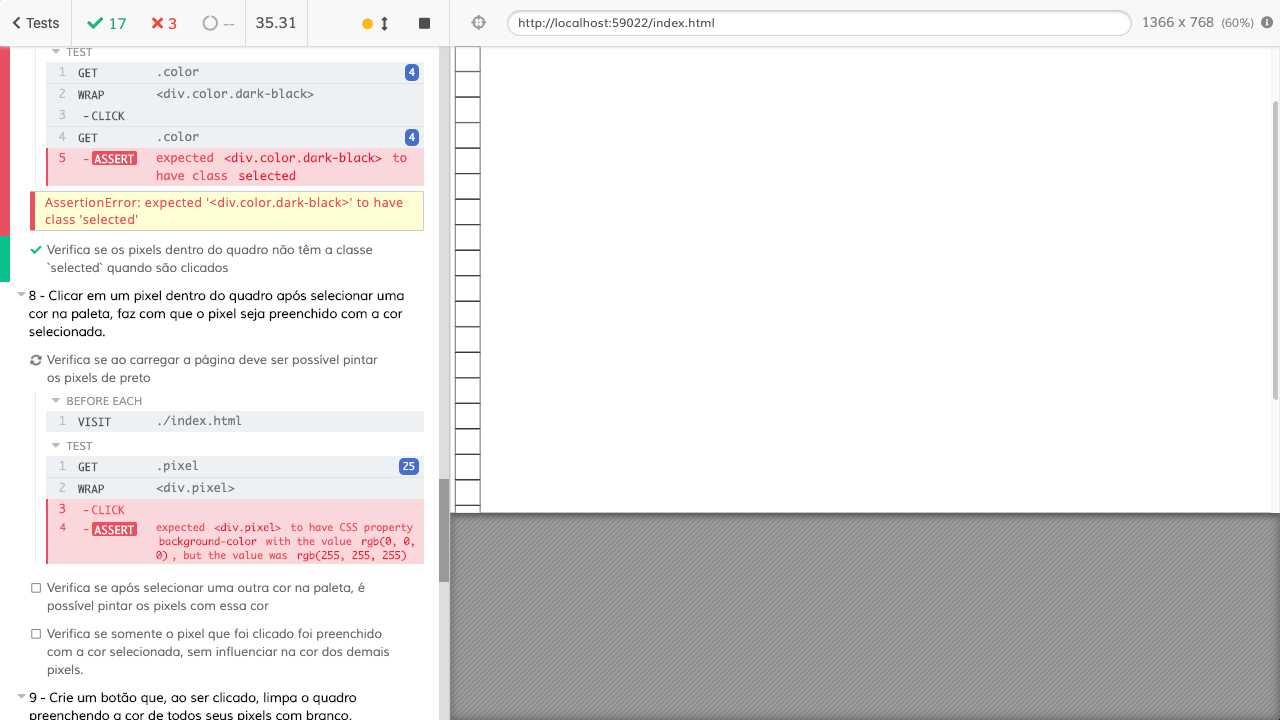 Tests 17 3 -- 35.31
http://localhost:59022/index.html 1366 x 768 (60%)
TEST
1 GET .color 4
2 WRAP <div.color.dark-black>
3 -CLICK
4 GET .color 4
5 -ASSERT expected <div.color.dark-black> to
have class selected
AssertionError: expected '<div.color.dark-black>' to have
class 'selected'
Verifica se os pixels dentro do quadro não têm a classe
`selected` quando são clicados
8 - Clicar em um pixel dentro do quadro após selecionar uma
cor na paleta, faz com que o pixel seja preenchido com a cor
selecionada.
Verifica se ao carregar a página deve ser possível pintar
os pixels de preto
BEFORE EACH
1 VISIT ./index.html
TEST
1 GET .pixel 25
2 WRAP <div.pixel>
3 -CLICK
4 -ASSERT expected <div.pixel> to have CSS property
background-color with the value rgb(0, 0,
0), but the value was rgb(255, 255, 255)
Verifica se após selecionar uma outra cor na paleta, é
possível pintar os pixels com essa cor
Verifica se somente o pixel que foi clicado foi preenchido
com a cor selecionada, sem influenciar na cor dos demais
pixels.
9 - Crie um botão que, ao ser clicado, limpa o quadro
preenchendo a cor de todos seus pixels com branco.